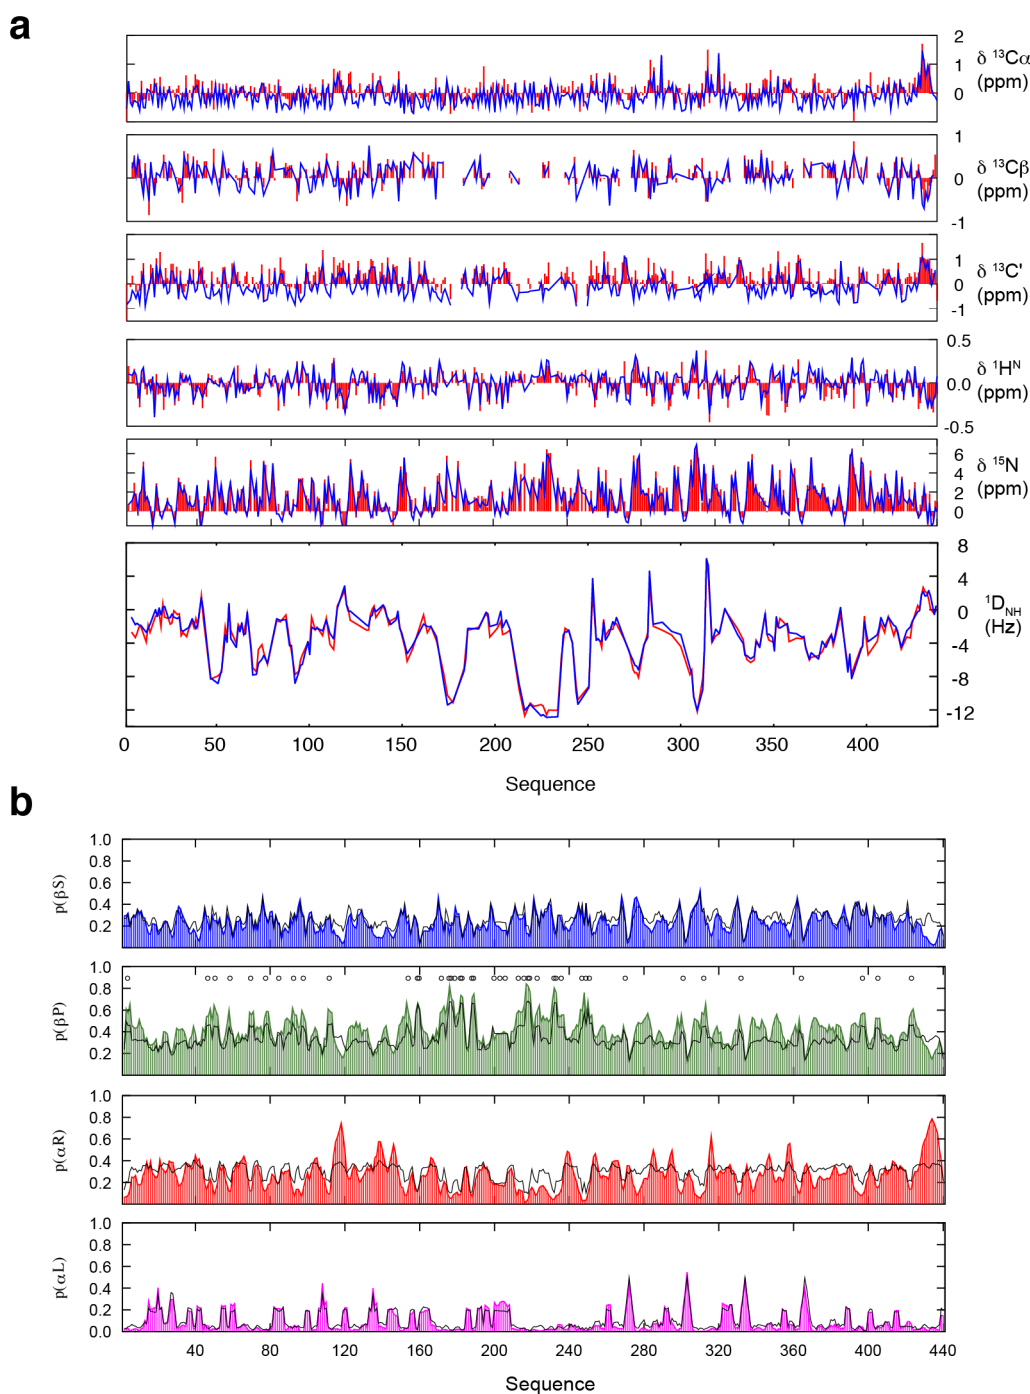 a
2
1
0
δ ¹³Cα
(ppm)
1
0
-1
δ ¹³Cβ
(ppm)
1
0
-1
δ ¹³C'
(ppm)
0.5
0.0
-0.5
δ ¹Hᴺ
(ppm)
6
4
2
0
δ ¹⁵N
(ppm)
8
4
0
-4
-8
-12
¹D_NH
(Hz)
0 50 100 150 200 250 300 350 400
Sequence
b
1.0
0.8
0.6
0.4
0.2
p(βS)
1.0
0.8
0.6
0.4
0.2
p(βP)
1.0
0.8
0.6
0.4
0.2
p(αR)
1.0
0.8
0.6
0.4
0.2
0.0
p(αL)
40 80 120 160 200 240 280 320 360 400 440
Sequence